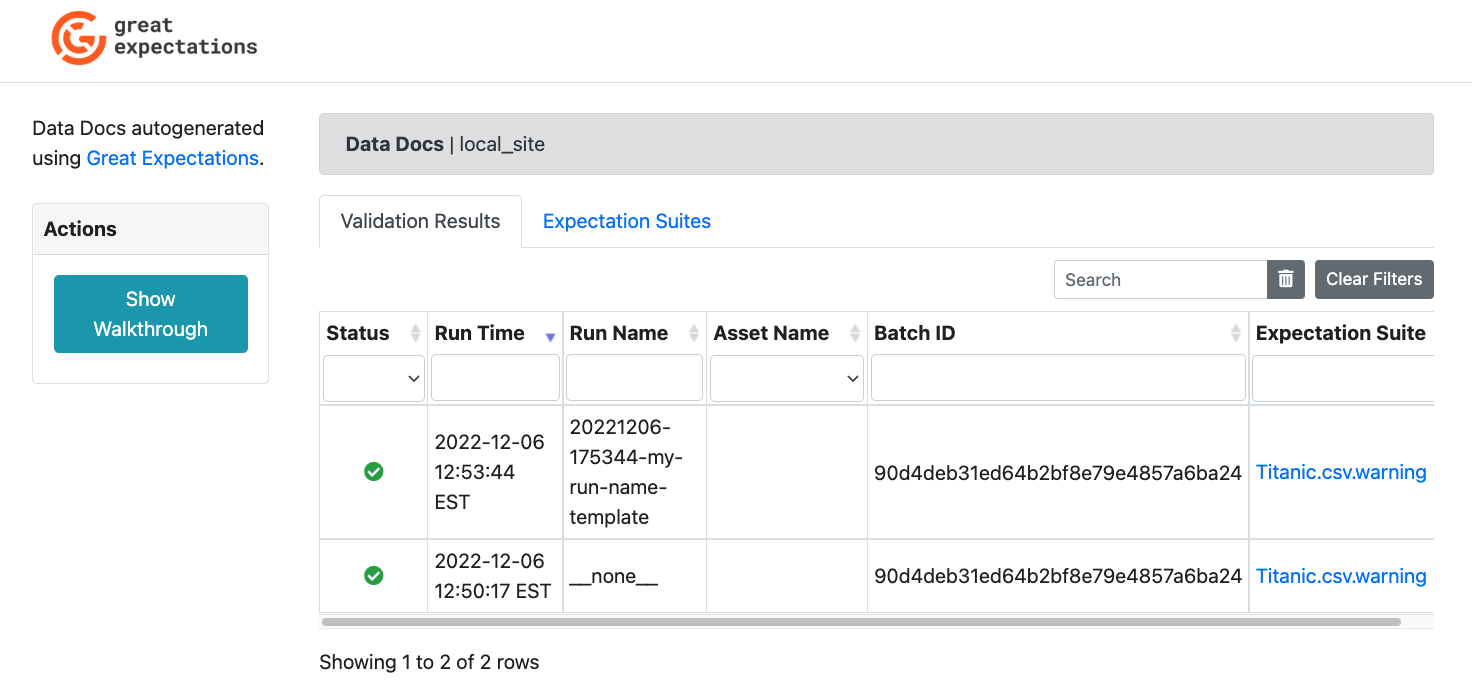 great
expectations
Data Docs autogenerated
using Great Expectations.
Actions
Show
Walkthrough
Data Docs | local_site
Validation Results
Expectation Suites
Search
Clear Filters
Status
Run Time
Run Name
Asset Name
Batch ID
Expectation Suite
2022-12-06
12:53:44
EST
20221206-
175344-my-
run-name-
template
90d4deb31ed64b2bf8e79e4857a6ba24
Titanic.csv.warning
2022-12-06
12:50:17 EST
__none__
90d4deb31ed64b2bf8e79e4857a6ba24
Titanic.csv.warning
Showing 1 to 2 of 2 rows